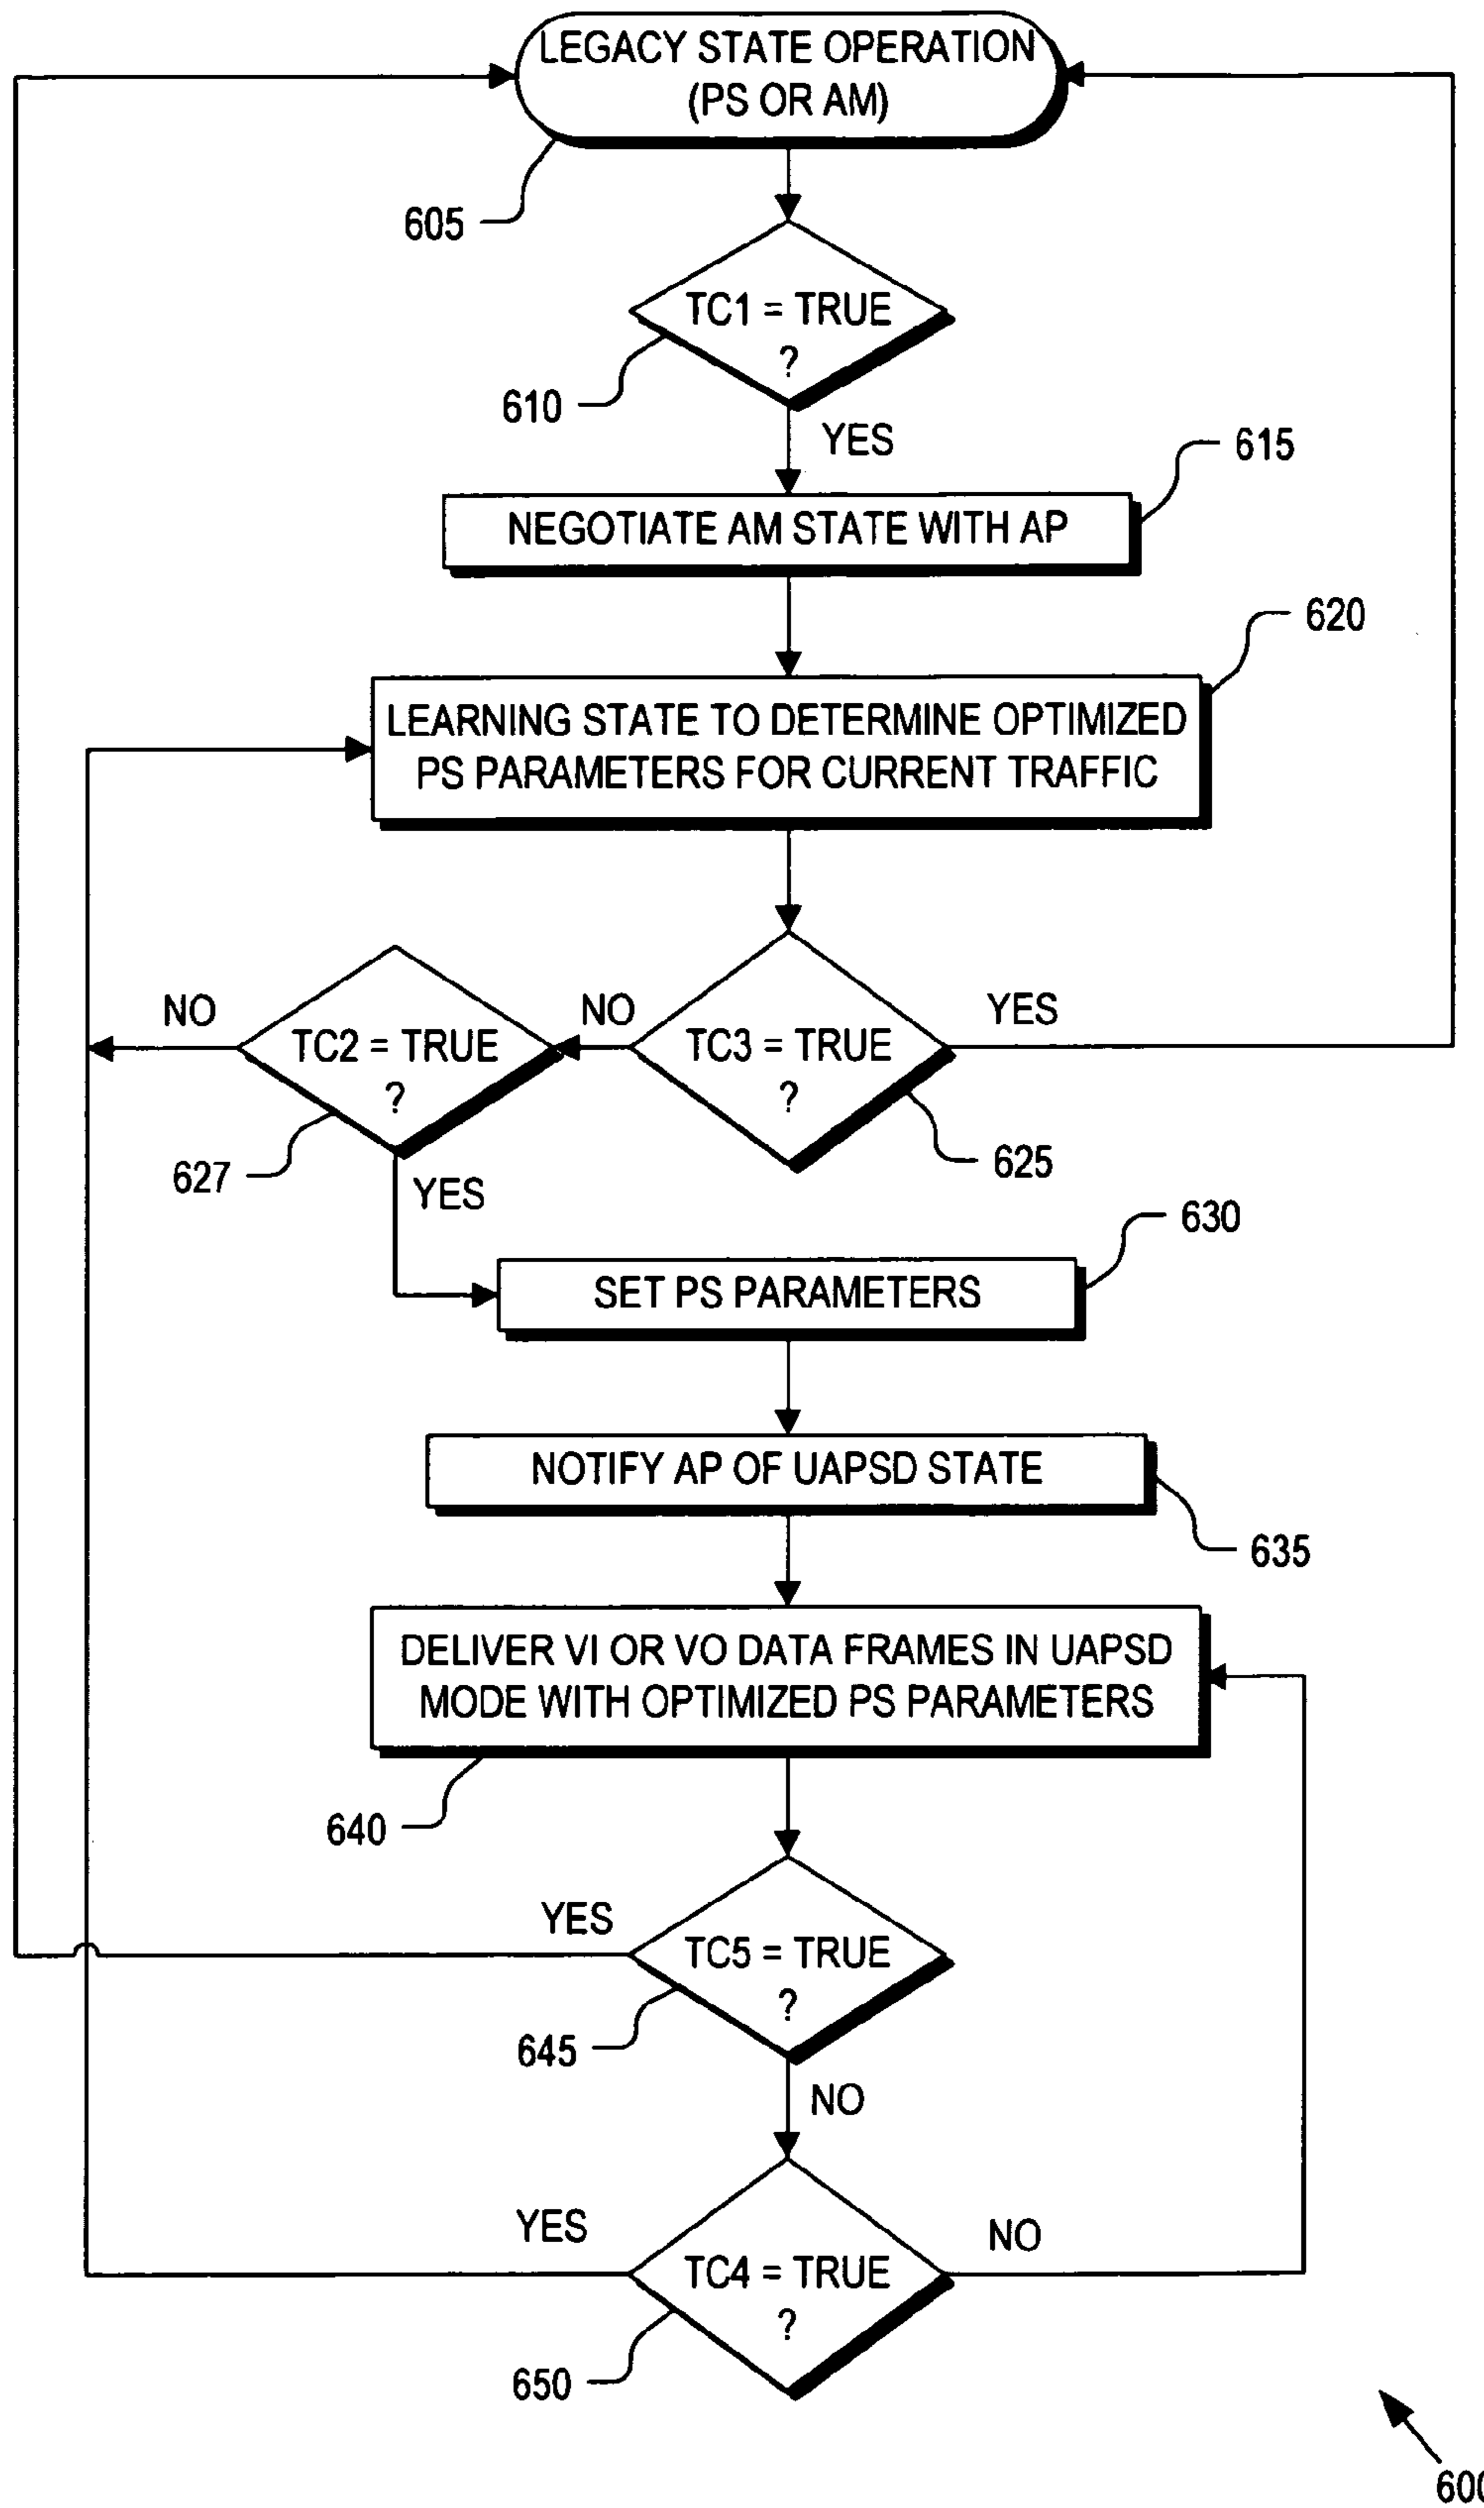 LEGACY STATE OPERATION
(PS OR AM)
605
TC1 = TRUE
?
610
YES
615
NEGOTIATE AM STATE WITH AP
620
LEARNING STATE TO DETERMINE OPTIMIZED
PS PARAMETERS FOR CURRENT TRAFFIC
NO
TC2 = TRUE
?
NO
TC3 = TRUE
?
YES
627
YES
625
630
SET PS PARAMETERS
NOTIFY AP OF UAPSD STATE
635
DELIVER VI OR VO DATA FRAMES IN UAPSD
MODE WITH OPTIMIZED PS PARAMETERS
640
YES
TC5 = TRUE
?
645
NO
YES
TC4 = TRUE
?
NO
650
600